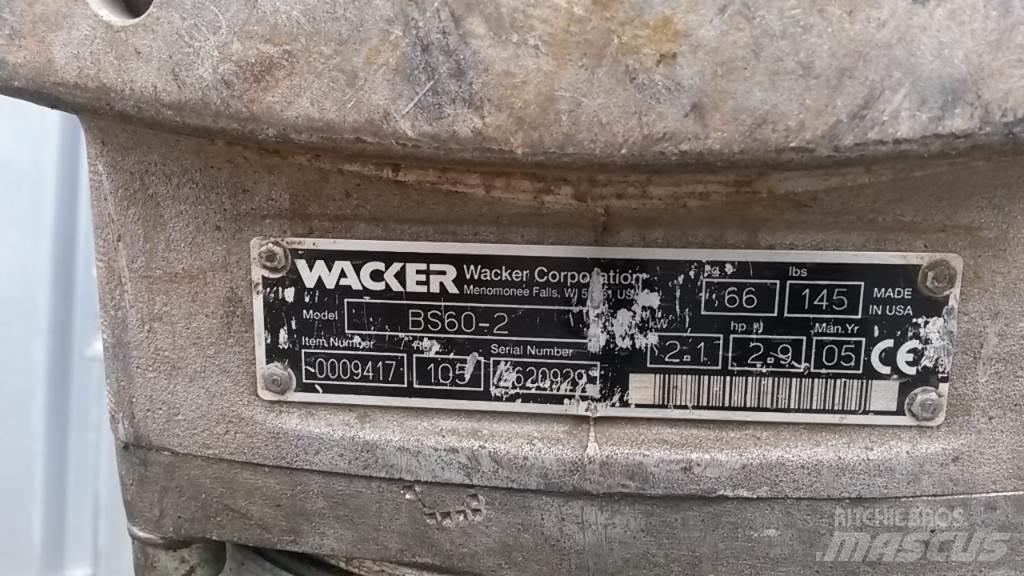 WACKER Wacker Corporation kg lbs
Menomonee Falls, WI USA 66 145 MADE IN USA
Model BS60-2
hp Man.Yr
Item Number Serial Number 2.1 2.9 05 CE
0009417 105
RITCHIE BROS
MASCUS